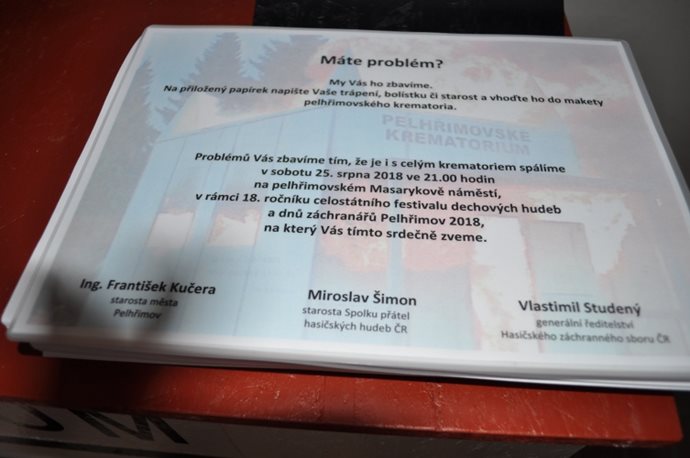 Máte problém?
My Vás ho zbavíme.
Na přiložený papírek napište Vaše trápení, bolístku či starost a vhoďte ho do makety
pelhřimovského krematoria.
PELHŘIMOVSKÉ
KREMATORIUM
Problémů Vás zbavíme tím, že je i s celým krematoriem spálíme
v sobotu 25. srpna 2018 ve 21.00 hodin
na pelhřimovském Masarykově náměstí,
v rámci 18. ročníku celostátního festivalu dechových hudeb
a dnů záchranářů Pelhřimov 2018,
na který Vás tímto srdečně zveme.
Ing. František Kučera
starosta města
Pelhřimov
Miroslav Šimon
starosta Spolku přátel
hasičských hudeb ČR
Vlastimil Studený
generální ředitelství
Hasičského záchranného sboru ČR